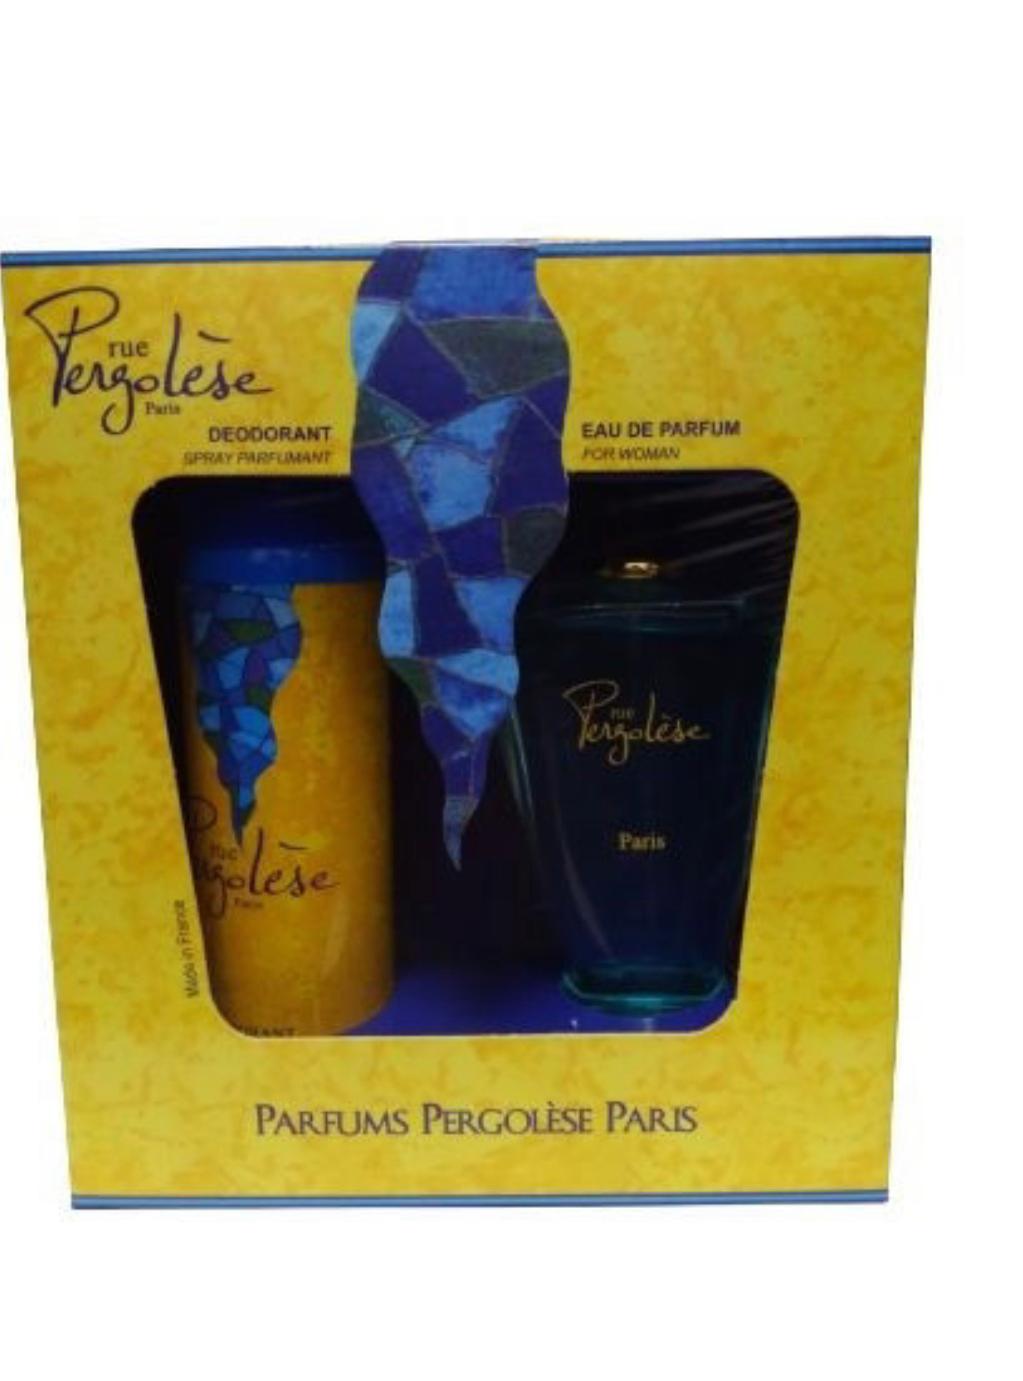 rue
Pergolèse
Paris
DEODORANT
SPRAY PARFUMANT
EAU DE PARFUM
FOR WOMAN
rue
Pergolèse
Paris
rue
Pergolèse
Paris
Made in France
PARFUMS PERGOLÈSE PARIS